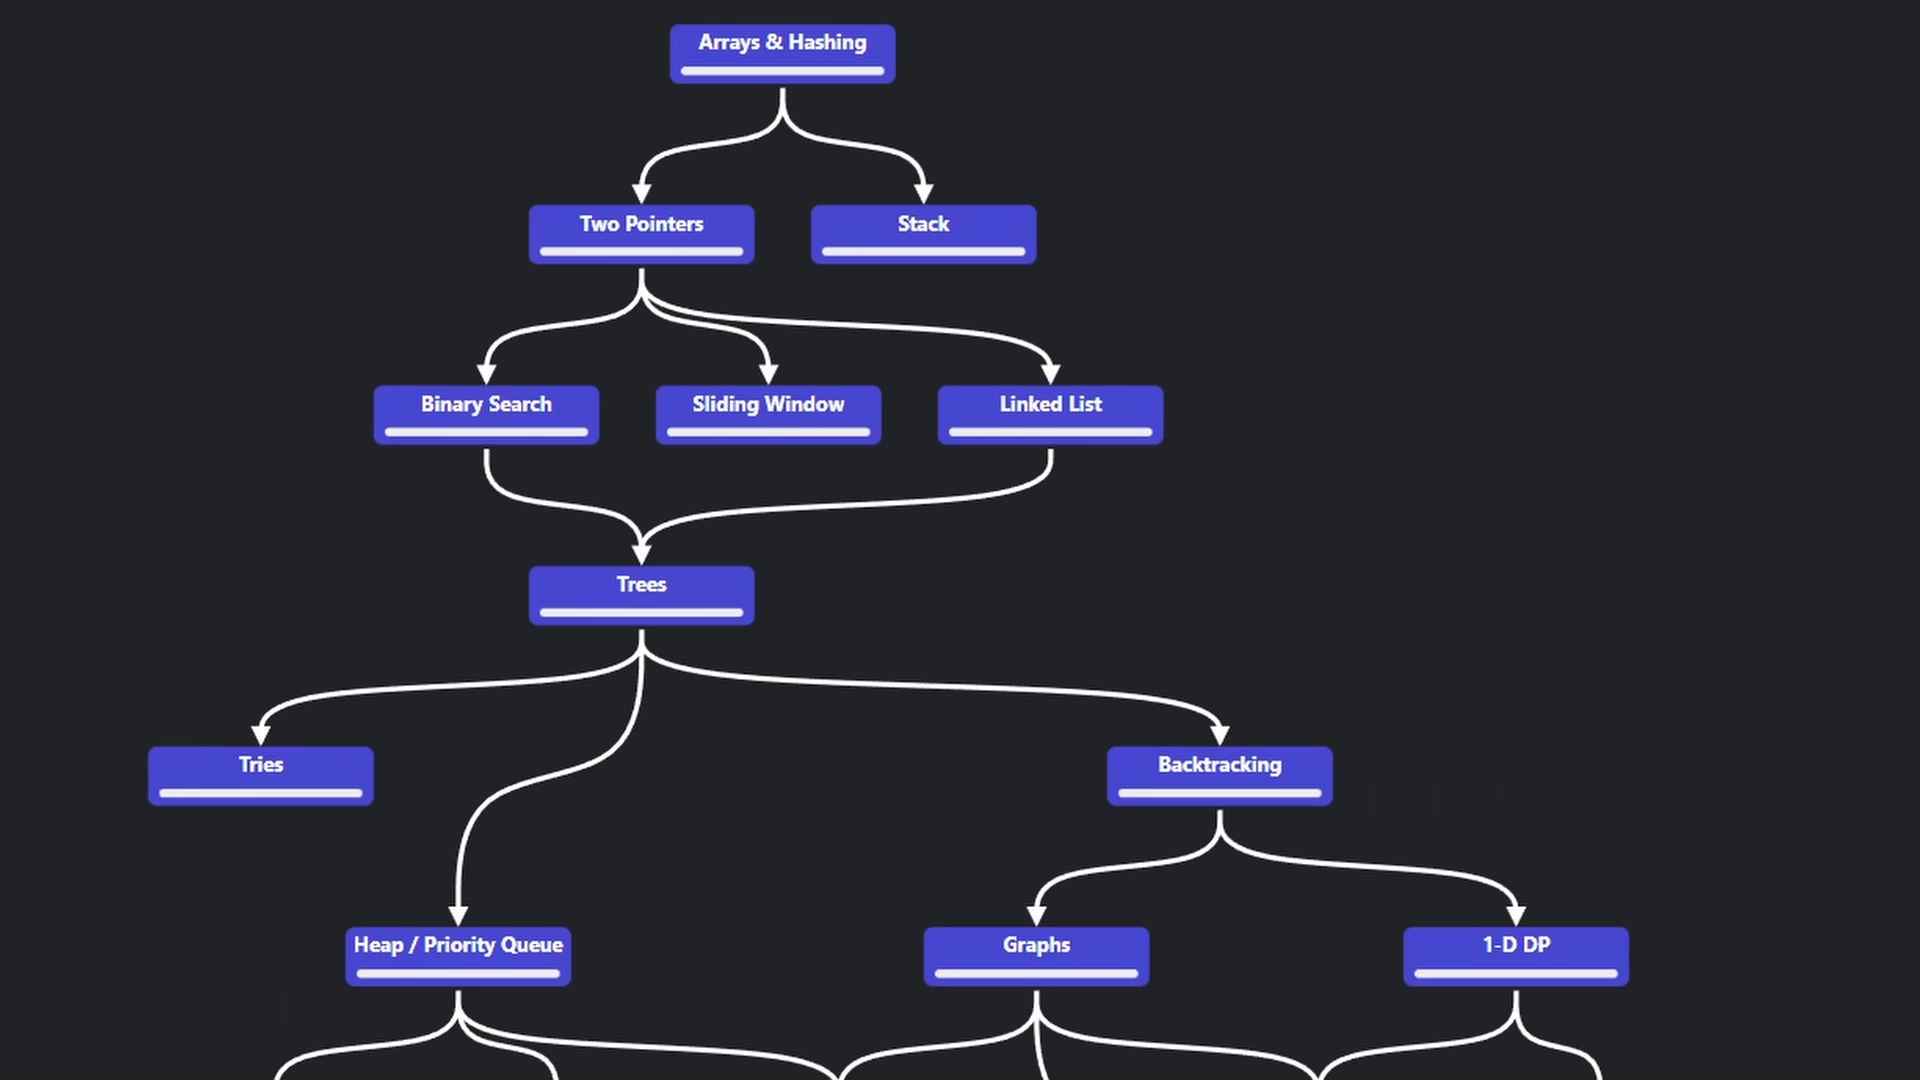 Arrays & Hashing
Two Pointers
Stack
Binary Search
Sliding Window
Linked List
Trees
Tries
Backtracking
Heap / Priority Queue
Graphs
1-D DP